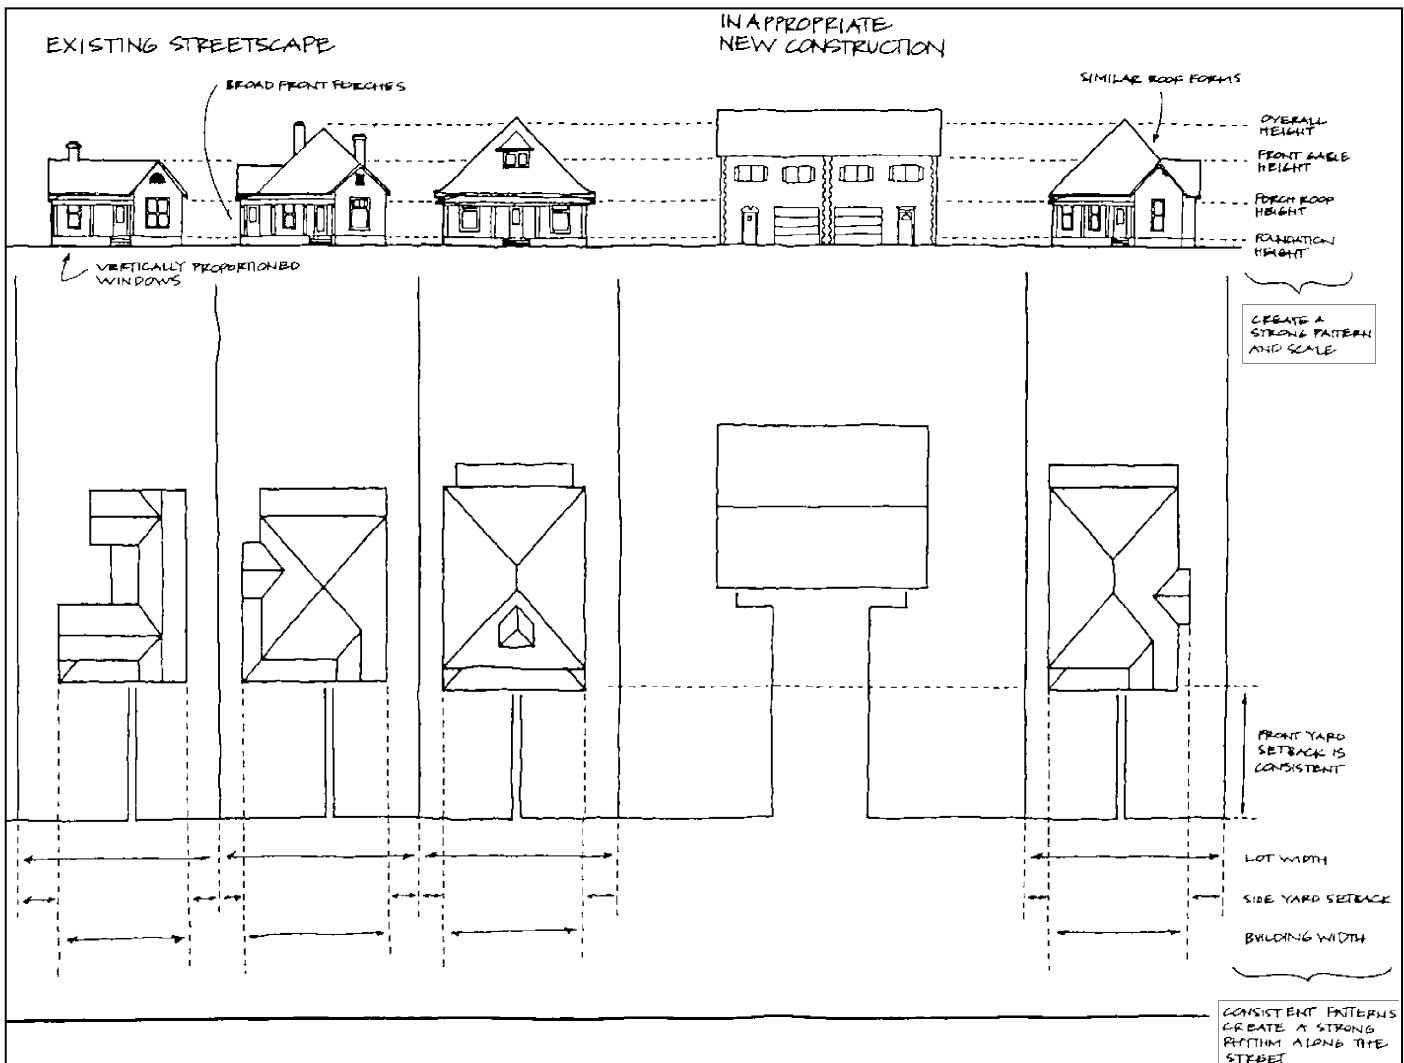 EXISTING STREETSCAPE
INAPPROPRIATE
NEW CONSTRUCTION
BROAD FRONT PORCHES
SIMILAR ROOF FORMS
OVERALL
HEIGHT
FRONT GABLE
HEIGHT
PORCH ROOF
HEIGHT
FOUNDATION
HEIGHT
VERTICALLY PROPORTIONED
WINDOWS
CREATE A
STRONG PATTERN
AND SCALE
FRONT YARD
SETBACK IS
CONSISTENT
LOT WIDTH
SIDE YARD SETBACK
BUILDING WIDTH
CONSISTENT PATTERNS
CREATE A STRONG
RHYTHM ALONG THE
STREET